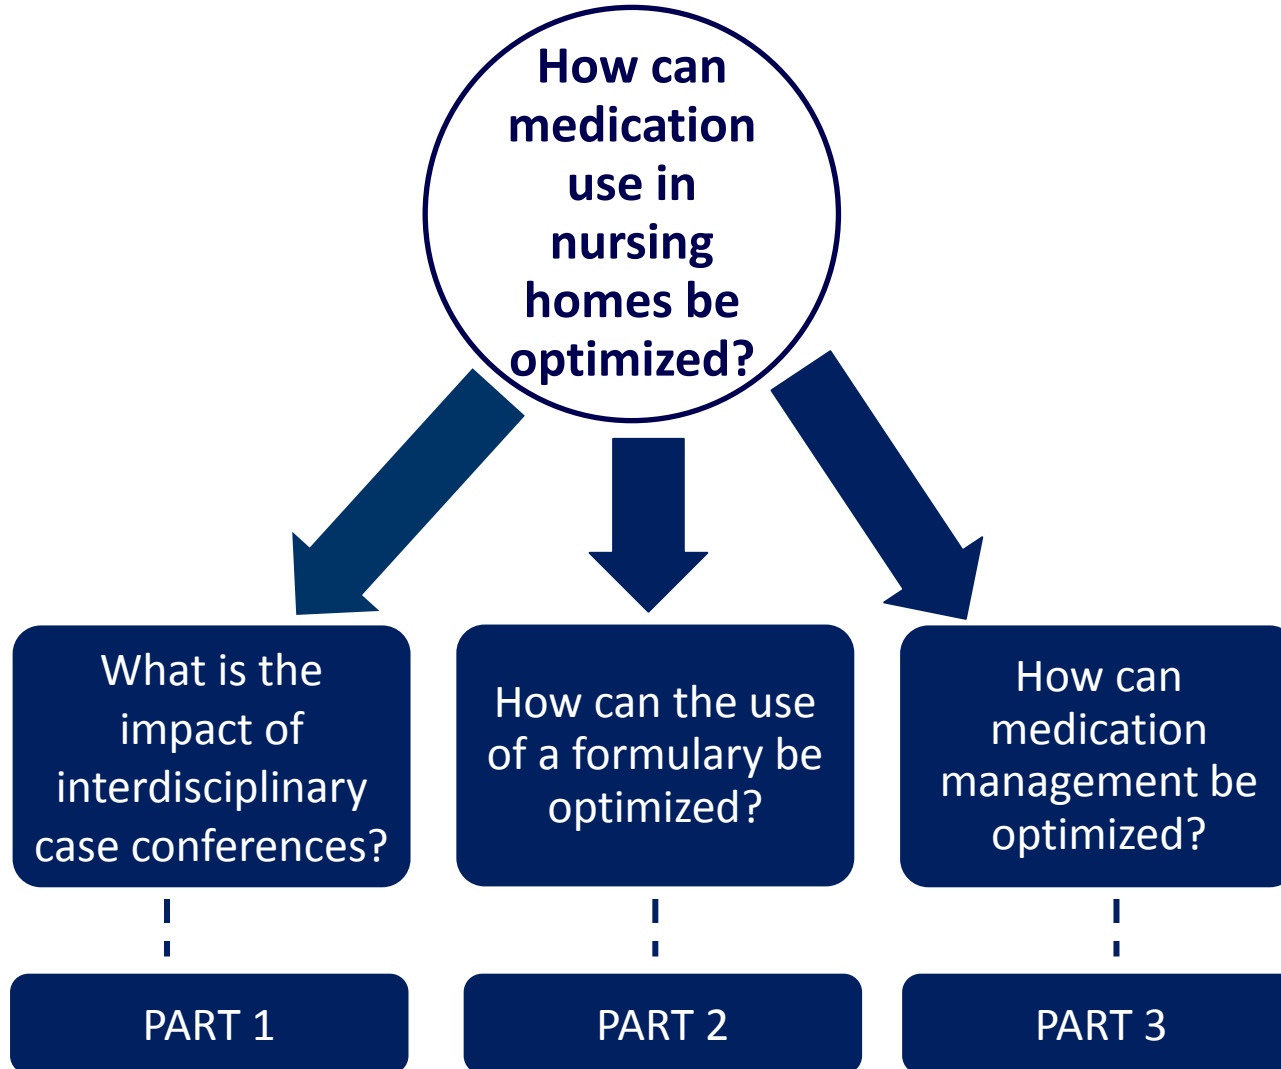 How can
medication
use in
nursing
homes be
optimized?
What is the
impact of
interdisciplinary
case conferences?
How can the use
of a formulary be
optimized?
How can
medication
management be
optimized?
PART 1
PART 2
PART 3